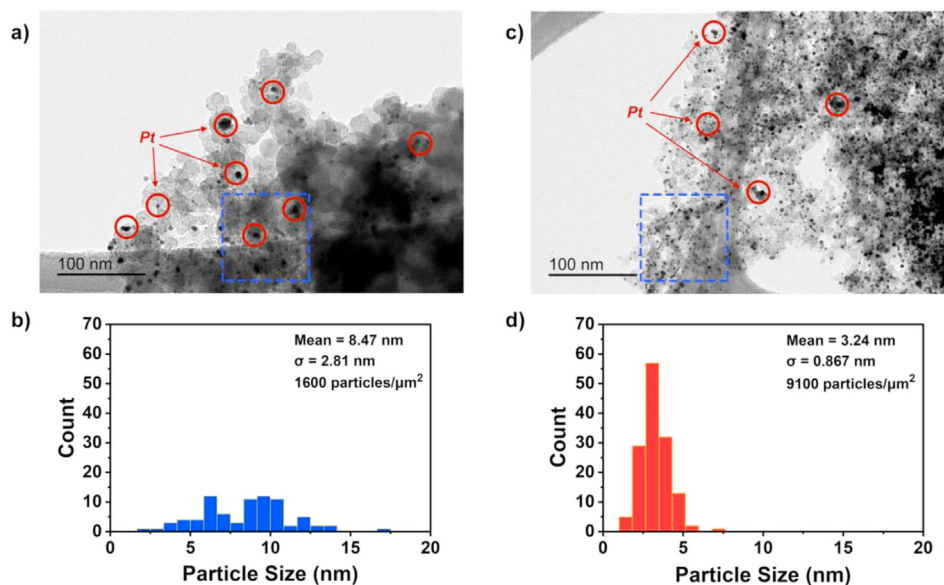 a)
Pt
100 nm
c)
Pt
100 nm
b)
70
60
50
40
30
20
10
0
Count
Mean = 8.47 nm
σ = 2.81 nm
1600 particles/μm²
0 5 10 15 20
Particle Size (nm)
d)
70
60
50
40
30
20
10
0
Count
Mean = 3.24 nm
σ = 0.867 nm
9100 particles/μm²
0 5 10 15 20
Particle Size (nm)